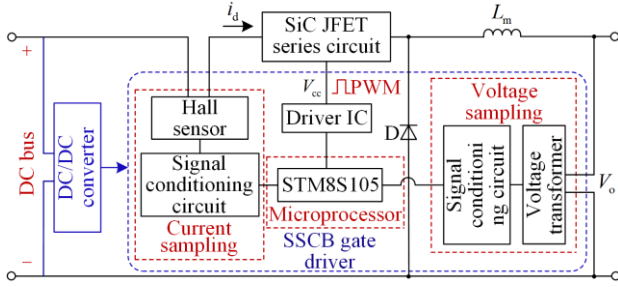 i_d
SiC JFET
series circuit
L_m
+
V_cc
PWM
Voltage
sampling
Hall
sensor
Driver IC
D
DC bus
DC/DC
converter
Signal
conditioning
circuit
STM8S105
Signal
conditioni
ng circuit
Voltage
transformer
V_o
Microprocessor
Current
sampling
SSCB gate
driver
−